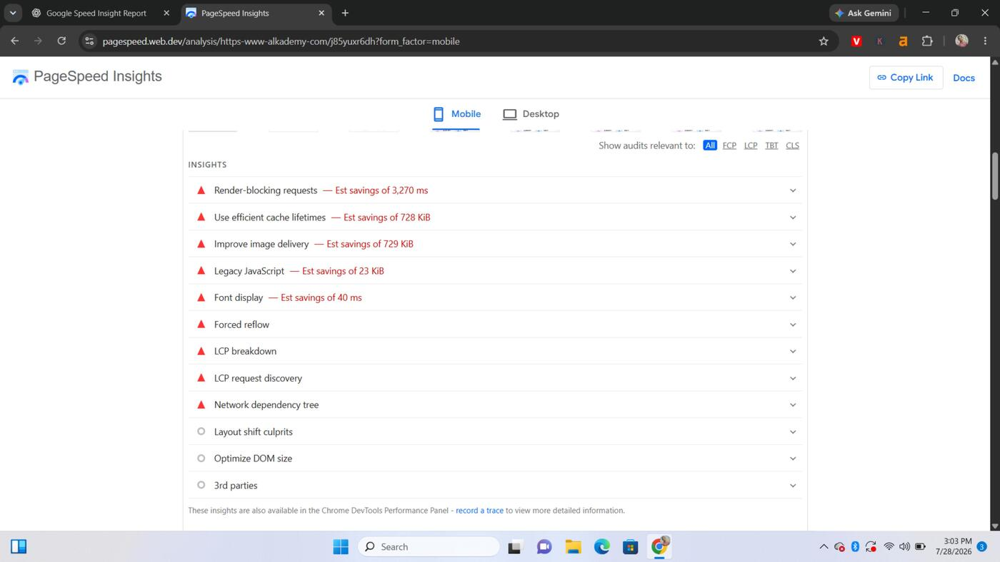 Google Speed Insight Report
PageSpeed Insights
Ask Gemini
pagespeed.web.dev/analysis/https-www-alkademy-com/j85yuxr6dh?form_factor=mobile
PageSpeed Insights
Copy Link
Docs
Mobile
Desktop
Show audits relevant to: All FCP LCP TBT CLS
INSIGHTS
Render-blocking requests — Est savings of 3,270 ms
Use efficient cache lifetimes — Est savings of 728 KiB
Improve image delivery — Est savings of 729 KiB
Legacy JavaScript — Est savings of 23 KiB
Font display — Est savings of 40 ms
Forced reflow
LCP breakdown
LCP request discovery
Network dependency tree
Layout shift culprits
Optimize DOM size
3rd parties
These insights are also available in the Chrome DevTools Performance Panel - record a trace to view more detailed information.
Search
3:03 PM
7/28/2026
3